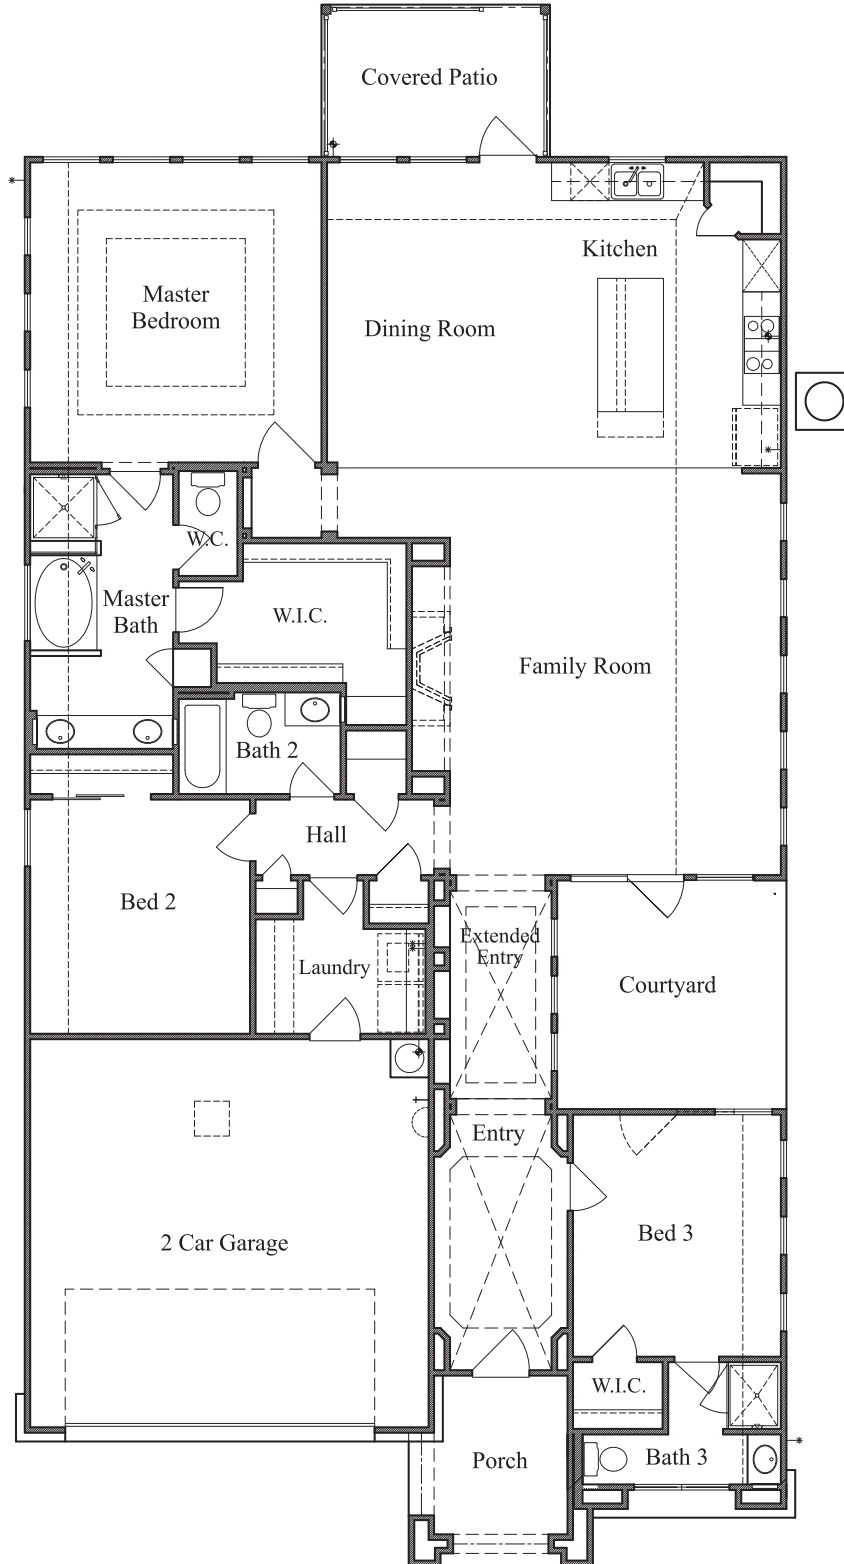 Covered Patio
Kitchen
Master
Bedroom
Dining Room
W.C.
Master
Bath
W.I.C.
Family Room
Bath 2
Hall
Bed 2
Extended
Entry
Laundry
Courtyard
Entry
Bed 3
2 Car Garage
W.I.C.
Bath 3
Porch